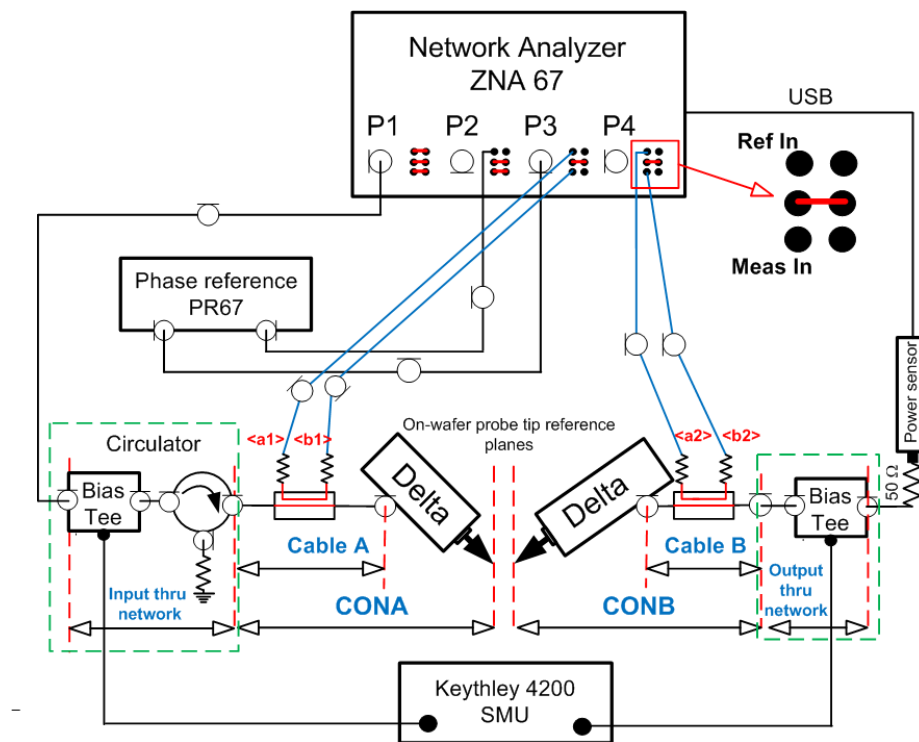 Network Analyzer
ZNA 67
P1
P2
P3
P4
USB
Ref In
Meas In
Phase reference
PR67
Power sensor
50 Ω
On-wafer probe tip reference
planes
<a1>
<b1>
<a2>
<b2>
Circulator
Bias
Tee
Delta
Delta
Bias
Tee
Cable A
Cable B
Input thru
network
CONA
CONB
Output
thru
network
Keythley 4200
SMU